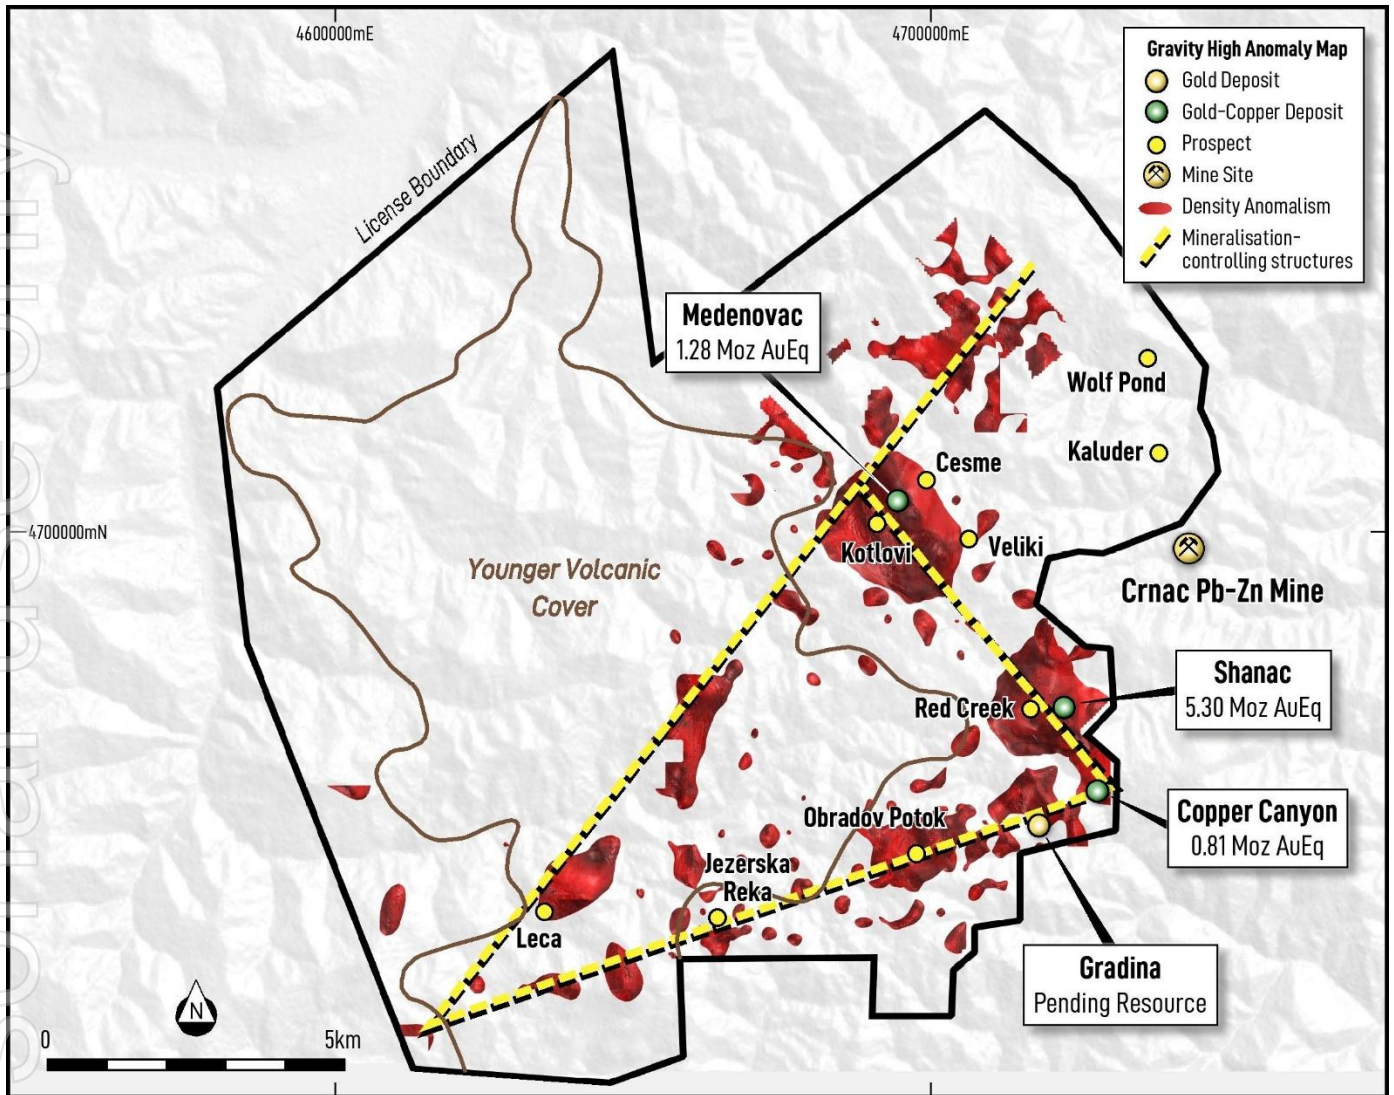 4600000mE
4700000mE
Gravity High Anomaly Map
Gold Deposit
Gold-Copper Deposit
Prospect
Mine Site
Density Anomalism
Mineralisation-
controlling structures
License Boundary
Medenovac
1.28 Moz AuEq
Wolf Pond
Kaluder
Cesme
4700000mN
Kotlovi
Veliki
Younger Volcanic
Cover
Crnac Pb-Zn Mine
Shanac
5.30 Moz AuEq
Red Creek
Copper Canyon
0.81 Moz AuEq
Obradov Potok
Jezerska
Reka
Leca
Gradina
Pending Resource
N
0
5km